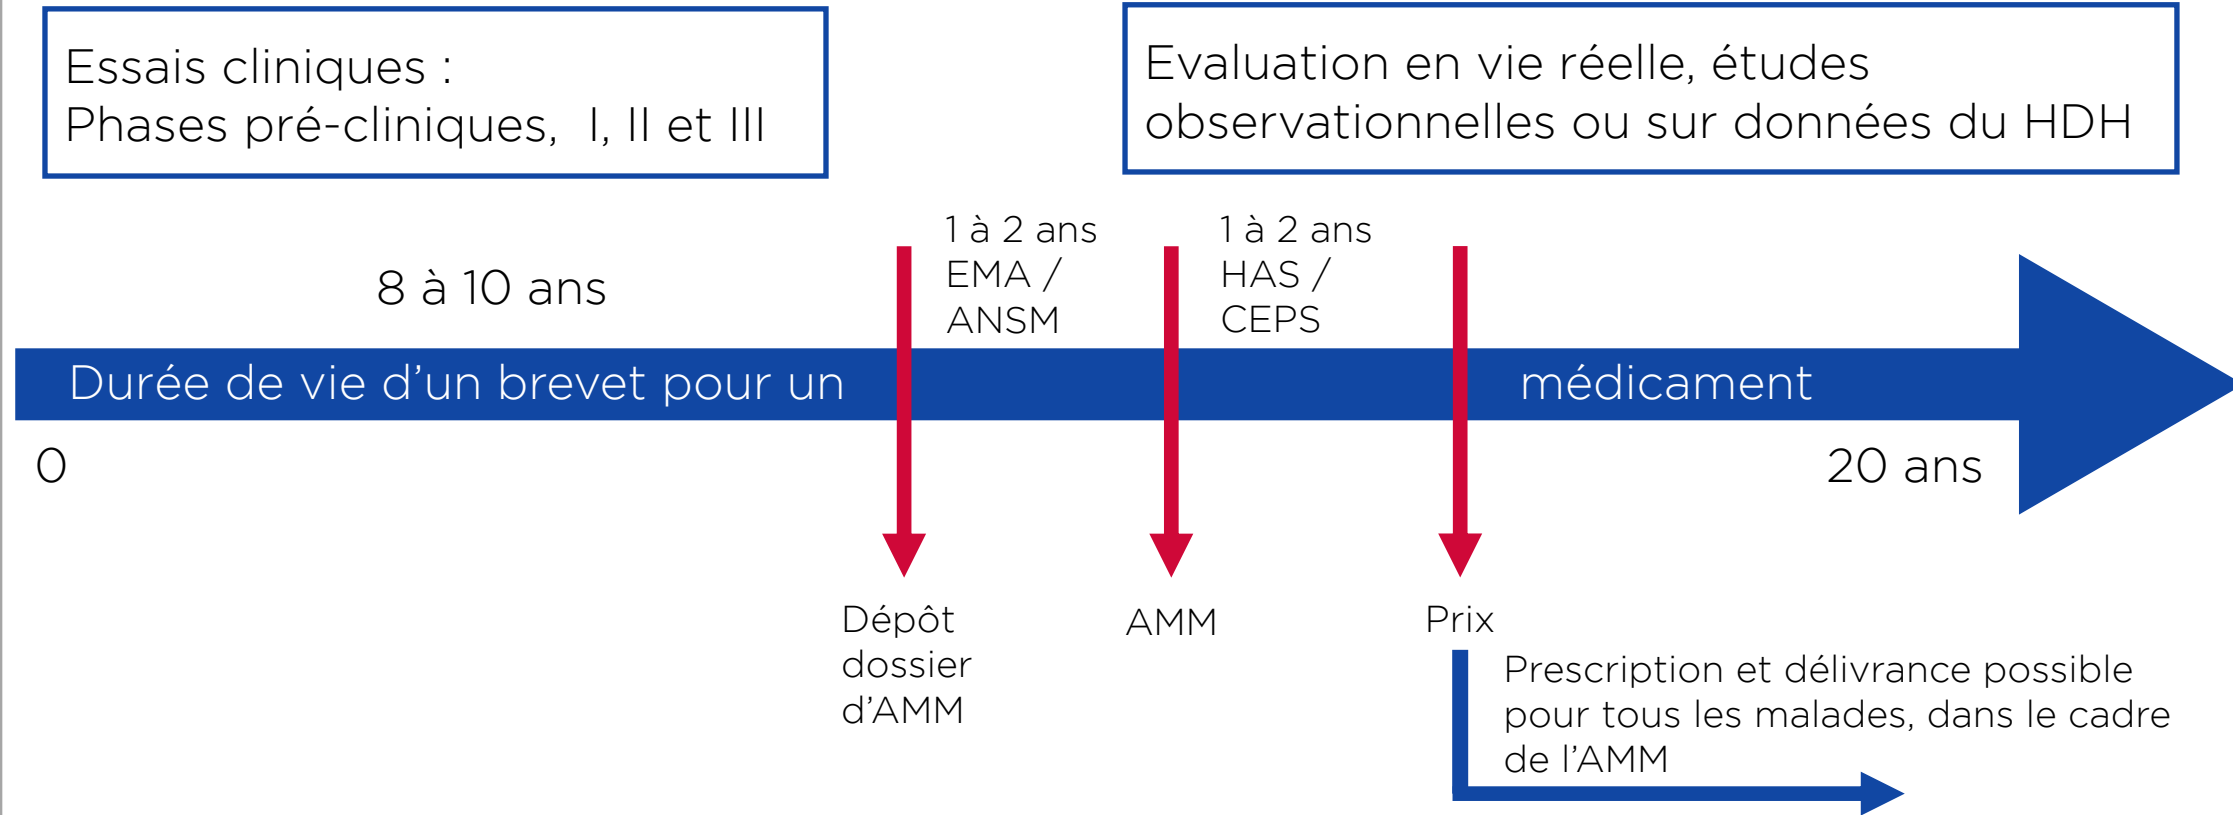 Essais cliniques :
Phases pré-cliniques, I, II et III
Evaluation en vie réelle, études
observationnelles ou sur données du HDH
8 à 10 ans
1 à 2 ans
EMA /
ANSM
1 à 2 ans
HAS /
CEPS
Durée de vie d’un brevet pour un médicament
0
20 ans
Dépôt
dossier
d’AMM
AMM
Prix
Prescription et délivrance possible
pour tous les malades, dans le cadre
de l’AMM